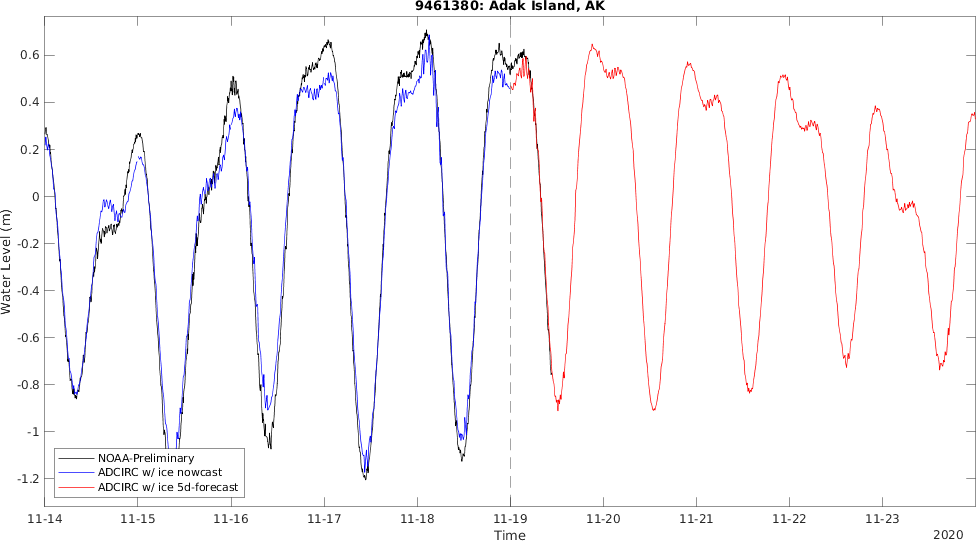 9461380: Adak Island, AK
Water Level (m)
0.6
0.4
0.2
0
-0.2
-0.4
-0.6
-0.8
-1
-1.2
NOAA-Preliminary
ADCIRC w/ ice nowcast
ADCIRC w/ ice 5d-forecast
11-14 11-15 11-16 11-17 11-18 11-19 11-20 11-21 11-22 11-23
Time
2020